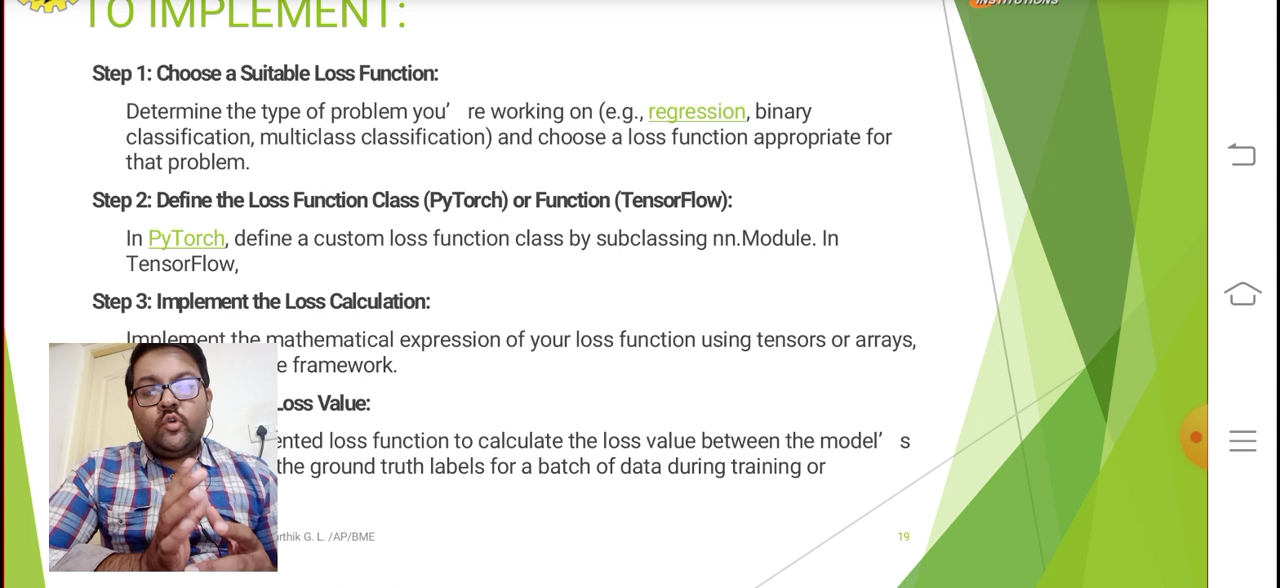 TO IMPLEMENT:
INSTITUTIONS
Step 1: Choose a Suitable Loss Function:
Determine the type of problem you’ re working on (e.g., regression, binary
classification, multiclass classification) and choose a loss function appropriate for
that problem.
Step 2: Define the Loss Function Class (PyTorch) or Function (TensorFlow):
In PyTorch, define a custom loss function class by subclassing nn.Module. In
TensorFlow,
Step 3: Implement the Loss Calculation:
Implement the mathematical expression of your loss function using tensors or arrays,
framework.
Loss Value:
loss function to calculate the loss value between the model’ s
the ground truth labels for a batch of data during training or
G. L. /AP/BME
19